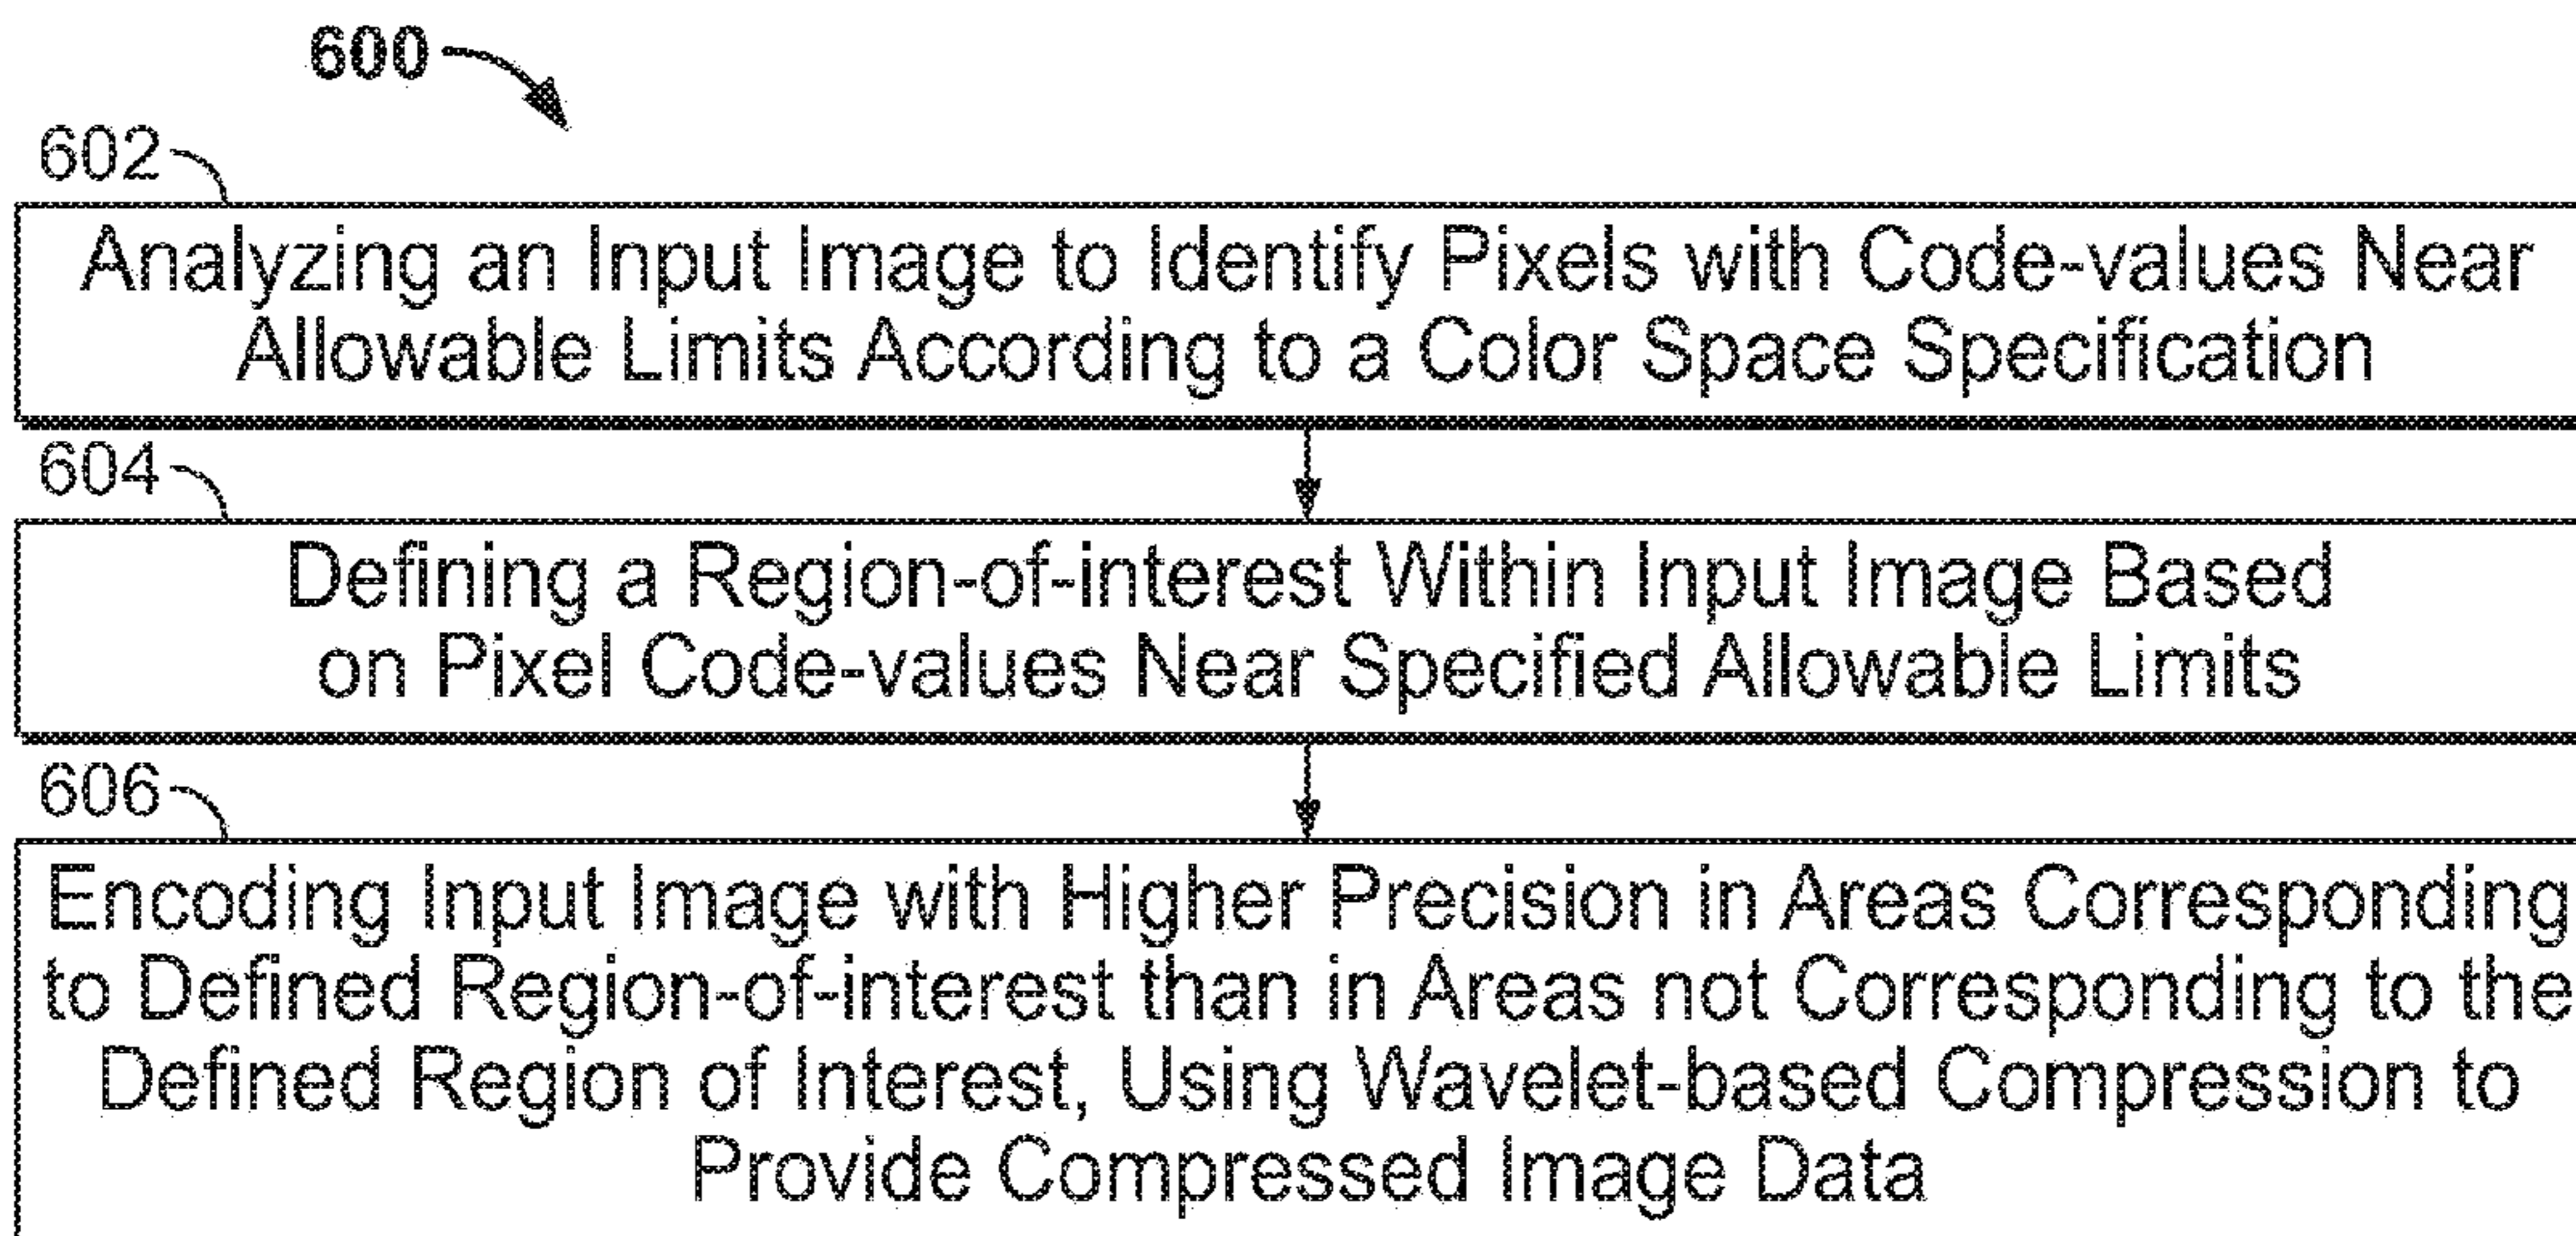 600
602
Analyzing an Input Image to Identify Pixels with Code-values Near
Allowable Limits According to a Color Space Specification
604
Defining a Region-of-interest Within Input Image Based
on Pixel Code-values Near Specified Allowable Limits
606
Encoding Input Image with Higher Precision in Areas Corresponding
to Defined Region-of-interest than in Areas not Corresponding to the
Defined Region of Interest, Using Wavelet-based Compression to
Provide Compressed Image Data